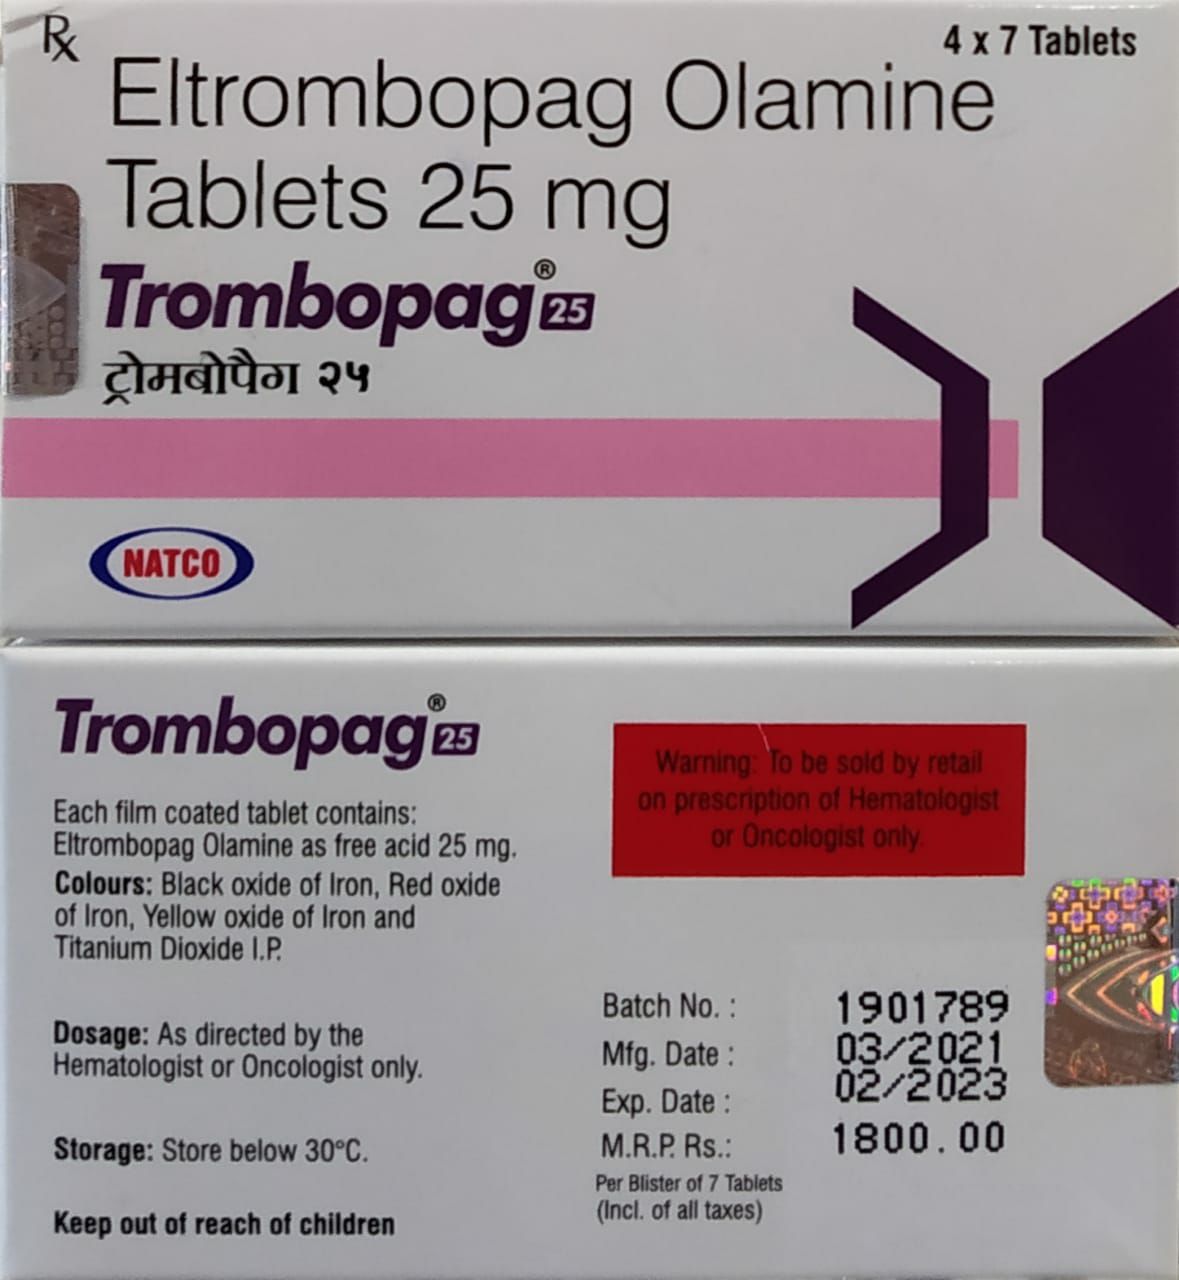 Rx
4 x 7 Tablets
Eltrombopag Olamine
Tablets 25 mg
Trombopag® 25
ट्रोमबोपैग २५
NATCO
Trombopag® 25
Each film coated tablet contains:
Eltrombopag Olamine as free acid 25 mg.
Colours: Black oxide of Iron, Red oxide
of Iron, Yellow oxide of Iron and
Titanium Dioxide I.P.
Dosage: As directed by the
Hematologist or Oncologist only.
Storage: Store below 30°C.
Keep out of reach of children
Warning: To be sold by retail
on prescription of Hematologist
or Oncologist only.
Batch No. : 1901789
Mfg. Date : 03/2021
Exp. Date : 02/2023
M.R.P. Rs.: 1800.00
Per Blister of 7 Tablets
(Incl. of all taxes)